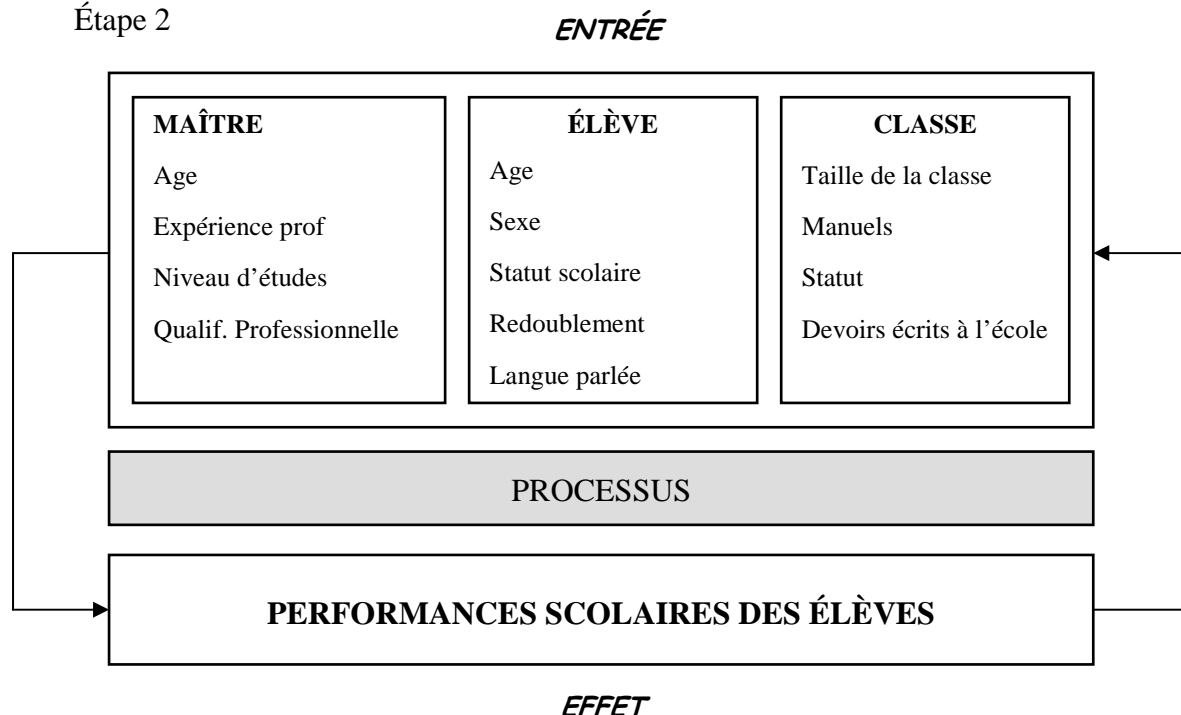 Étape 2
ENTRÉE
MAÎTRE
Age
Expérience prof
Niveau d’études
Qualif. Professionnelle
ÉLÈVE
Age
Sexe
Statut scolaire
Redoublement
Langue parlée
CLASSE
Taille de la classe
Manuels
Statut
Devoirs écrits à l’école
PROCESSUS
PERFORMANCES SCOLAIRES DES ÉLÈVES
EFFET